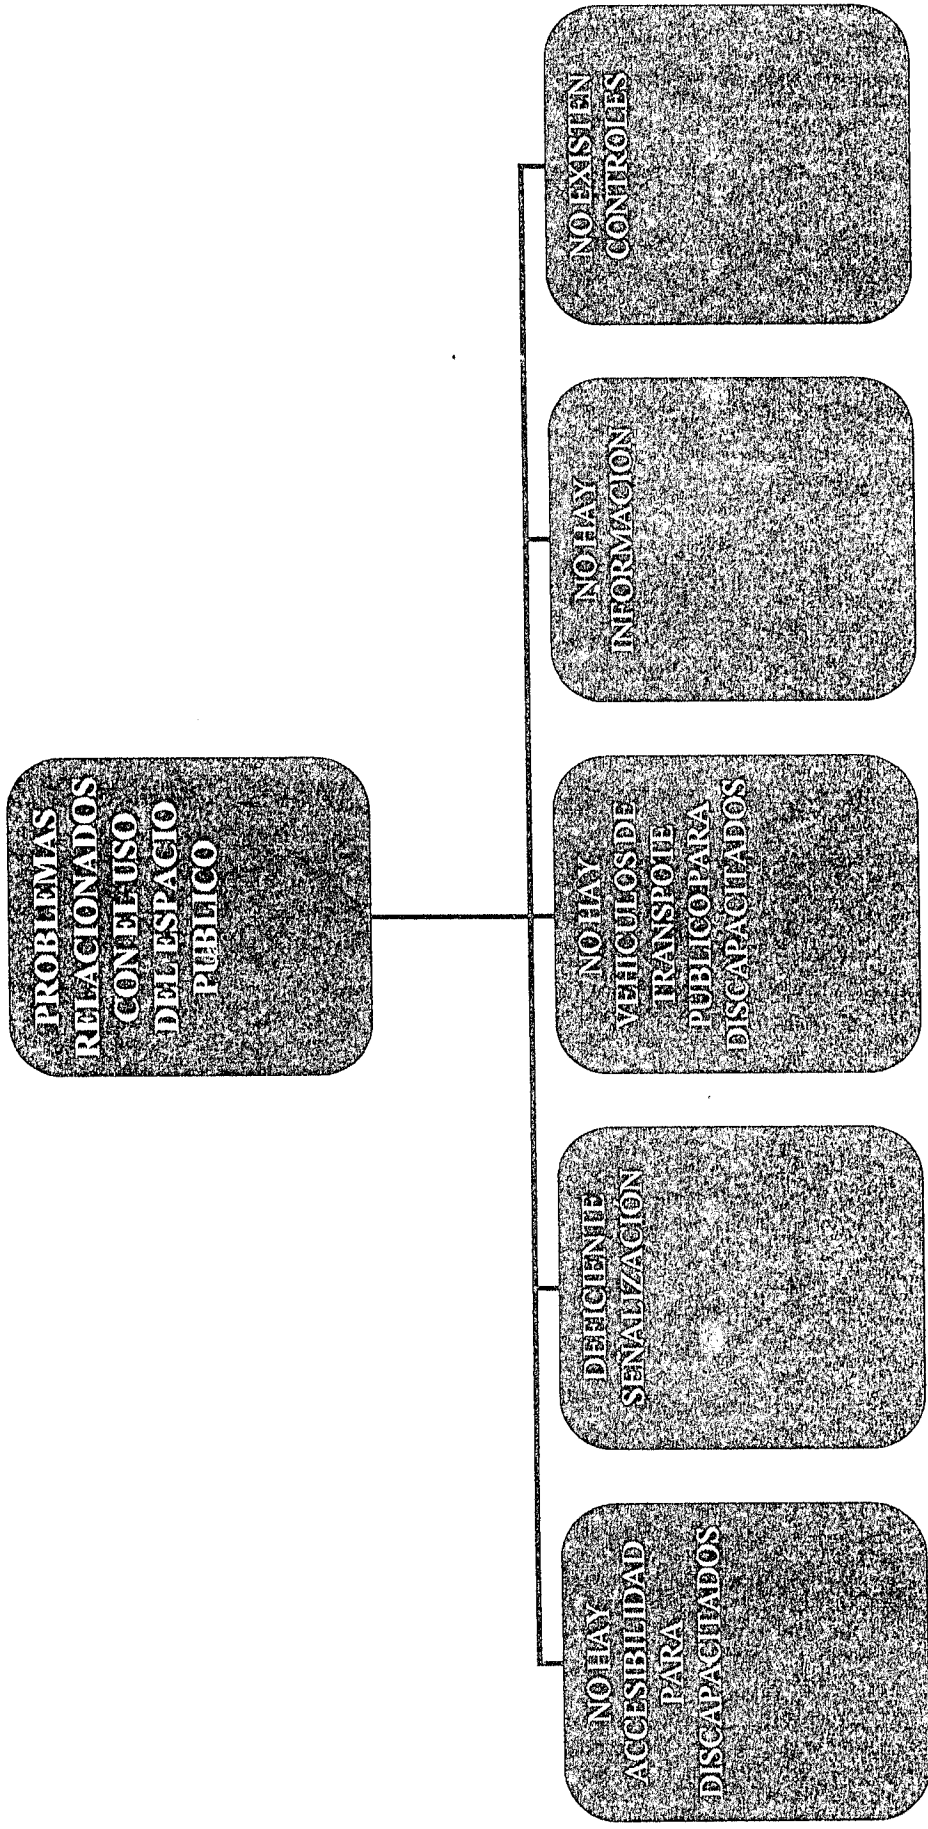 PROBLEMAS
RELACIONADOS
CON EL USO
DEL ESPACIO
PUBLICO
NO HAY
ACCESIBILIDAD
PARA
DISCAPACITADOS
DEFICIENTE
SEÑALIZACIÓN
NO HAY
VEHICULOS DE
TRANSPOTE
PUBLICO PARA
DISCAPACITADOS
NO HAY
INFORMACION
NO EXISTEN
CONTROLES